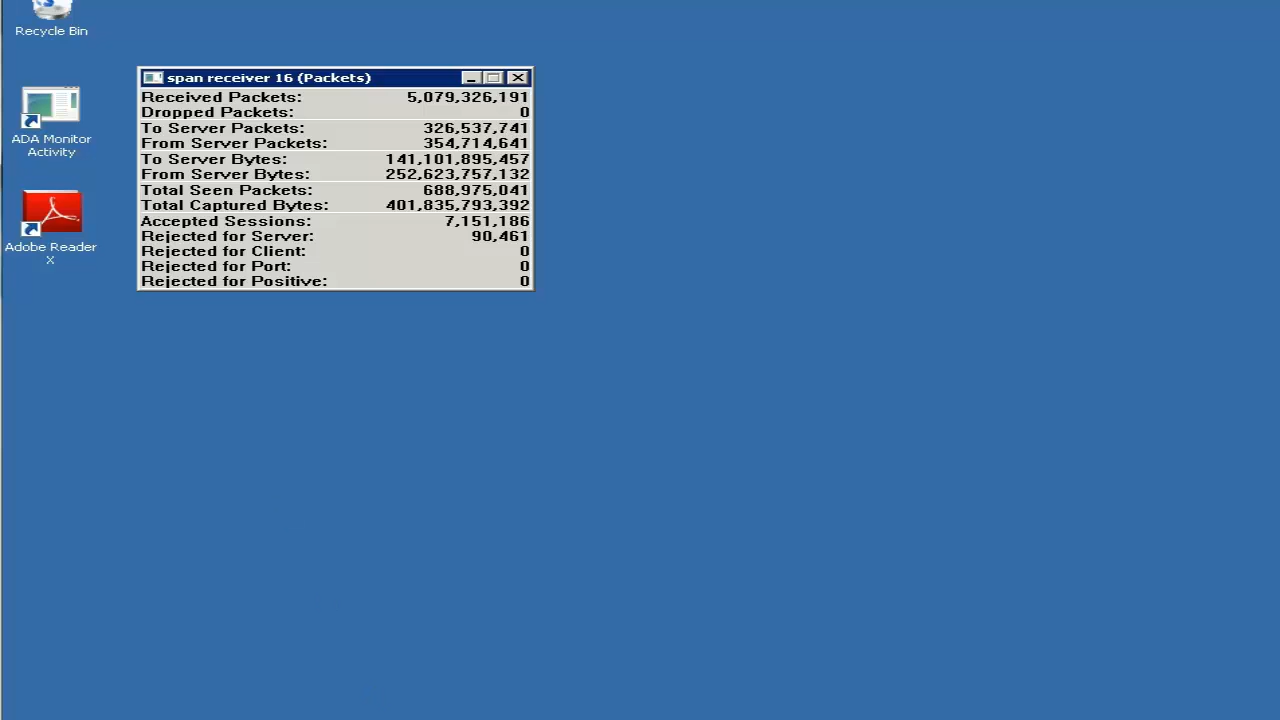 Recycle Bin
ADA Monitor
Activity
Adobe Reader
X
span receiver 16 (Packets)
Received Packets: 5,079,326,191
Dropped Packets: 0
To Server Packets: 326,537,741
From Server Packets: 354,714,641
To Server Bytes: 141,101,895,457
From Server Bytes: 252,623,757,132
Total Seen Packets: 688,975,041
Total Captured Bytes: 401,835,793,392
Accepted Sessions: 7,151,186
Rejected for Server: 90,461
Rejected for Client: 0
Rejected for Port: 0
Rejected for Positive: 0